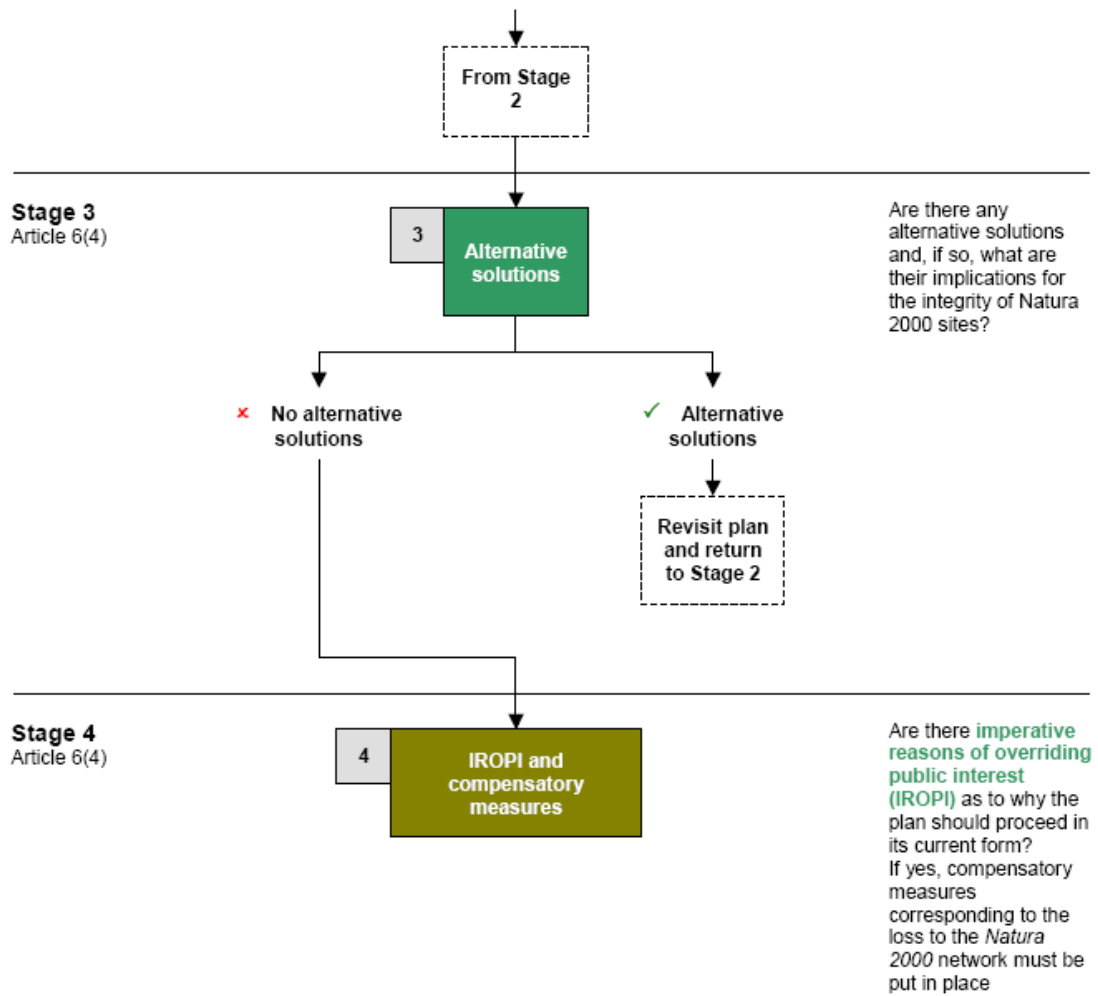 From Stage
2
Stage 3
Article 6(4)
3
Alternative
solutions
Are there any
alternative solutions
and, if so, what are
their implications for
the integrity of Natura
2000 sites?
✗ No alternative
solutions
✓ Alternative
solutions
Revisit plan
and return
to Stage 2
Stage 4
Article 6(4)
4
IROPI and
compensatory
measures
Are there imperative
reasons of overriding
public interest
(IROPI) as to why the
plan should proceed in
its current form?
If yes, compensatory
measures
corresponding to the
loss to the Natura
2000 network must be
put in place